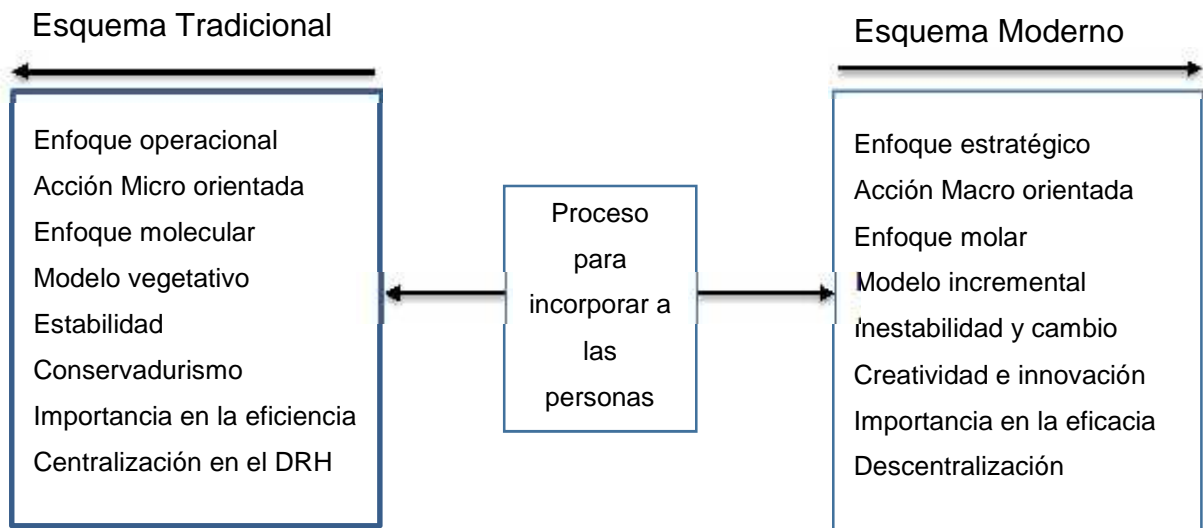 Esquema Tradicional
Enfoque operacional
Acción Micro orientada
Enfoque molecular
Modelo vegetativo
Estabilidad
Conservadurismo
Importancia en la eficiencia
Centralización en el DRH
Proceso
para
incorporar a
las
personas
Esquema Moderno
Enfoque estratégico
Acción Macro orientada
Enfoque molar
Modelo incremental
Inestabilidad y cambio
Creatividad e innovación
Importancia en la eficacia
Descentralización